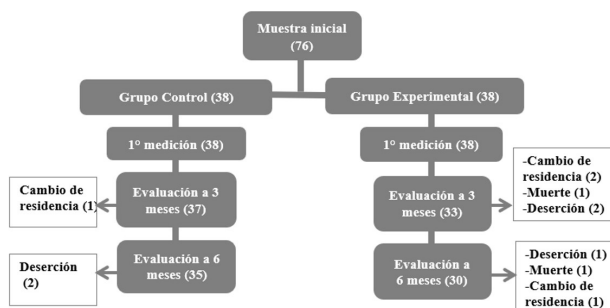 Muestra inicial
(76)
Grupo Control (38)
Grupo Experimental (38)
1° medición (38)
1° medición (38)
Cambio de
residencia (1)
Evaluación a 3
meses (37)
Evaluación a 3
meses (33)
-Cambio de
residencia (2)
-Muerte (1)
-Deserción (2)
Deserción
(2)
Evaluación a 6
meses (35)
Evaluación a
6 meses (30)
-Deserción (1)
-Muerte (1)
-Cambio de
residencia (1)